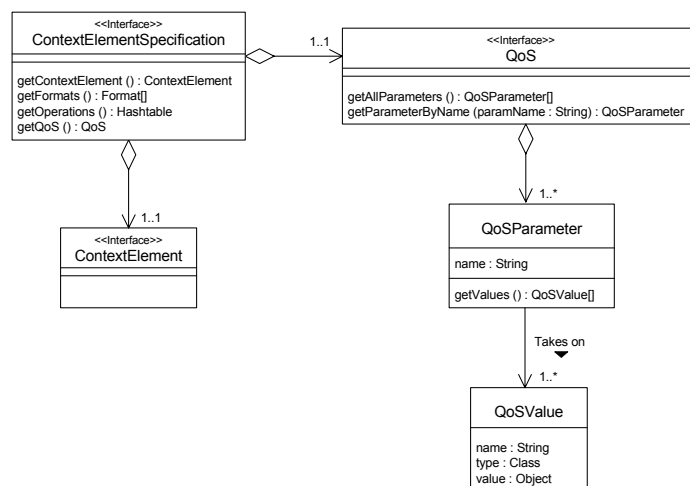 <<Interface>>
ContextElementSpecification
getContextElement () : ContextElement
getFormats () : Format[]
getOperations () : Hashtable
getQoS () : QoS
1..1
<<Interface>>
QoS
getAllParameters () : QoSParameter[]
getParameterByName (paramName : String) : QoSParameter
1..1
<<Interface>>
ContextElement
1..*
QoSParameter
name : String
getValues () : QoSValue[]
Takes on
1..*
QoSValue
name : String
type : Class
value : Object